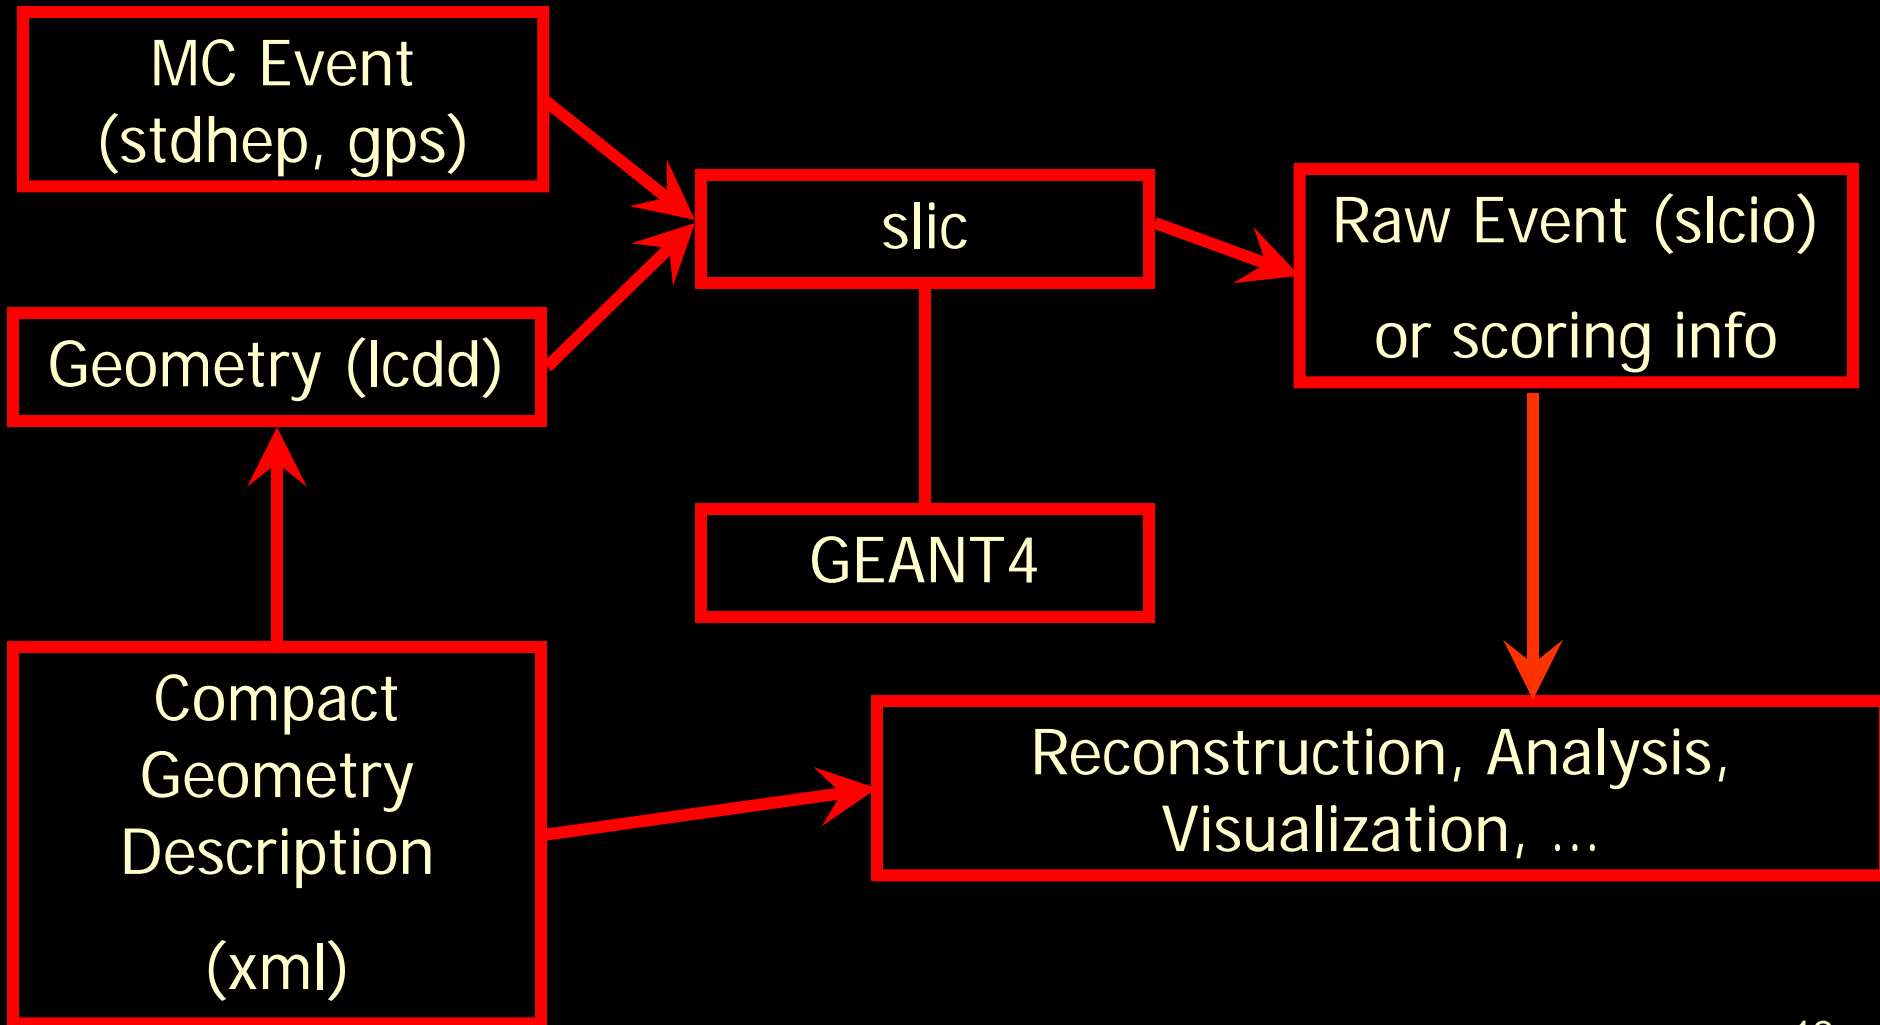 MC Event
(stdhep, gps)
slic
Raw Event (slcio)
or scoring info
Geometry (lcdd)
GEANT4
Compact
Geometry
Description
(xml)
Reconstruction, Analysis,
Visualization, ...